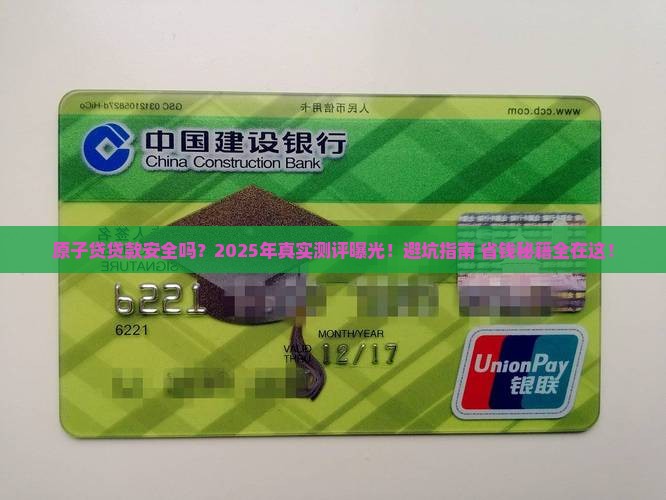 GSC 0312105827d-HiCo 人民币信用卡 www.ccb.com
中国建设银行
China Construction Bank
原子贷贷款安全吗？2025年真实测评曝光！避坑指南 省钱秘籍全在这！
SIGNATURE
6221
6221
MONTH/YEAR
VALID
THRU 12/17
UnionPay
银联